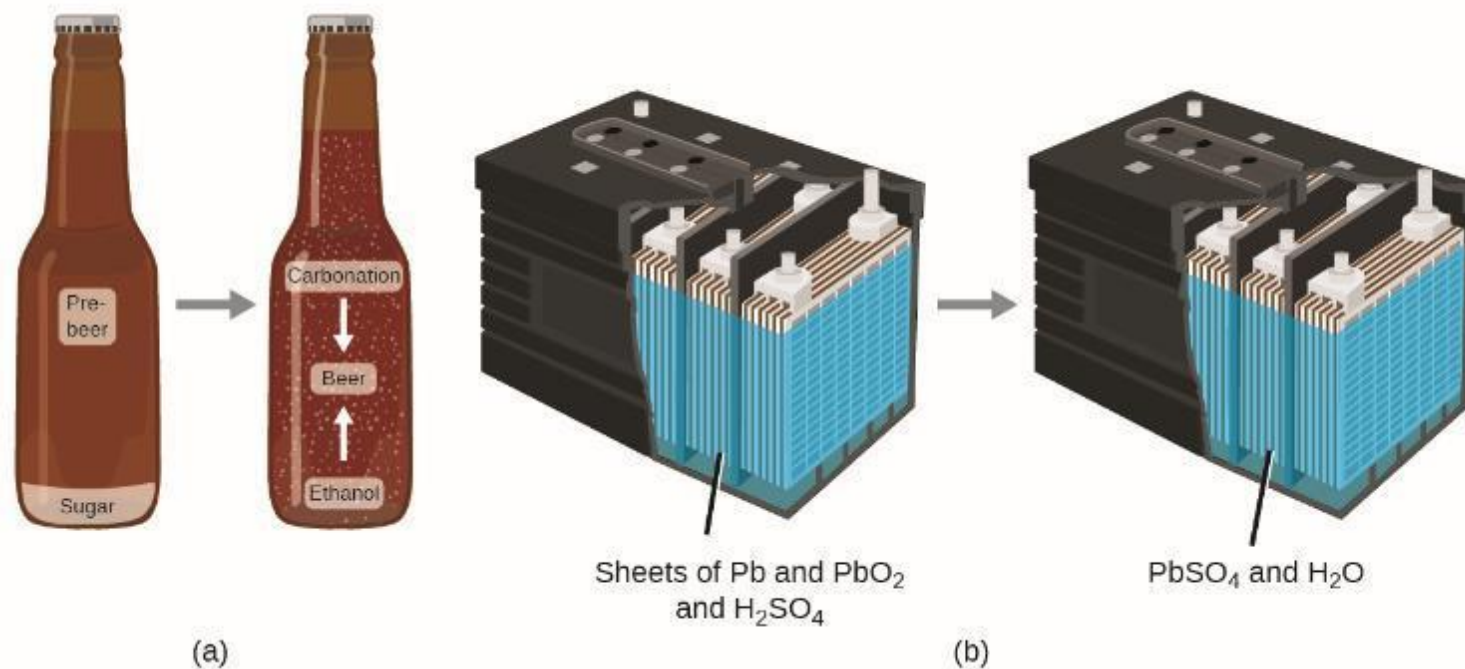 Pre-
beer
Sugar
Carbonation
Beer
Ethanol
(a)
Sheets of Pb and PbO₂
and H₂SO₄
PbSO₄ and H₂O
(b)